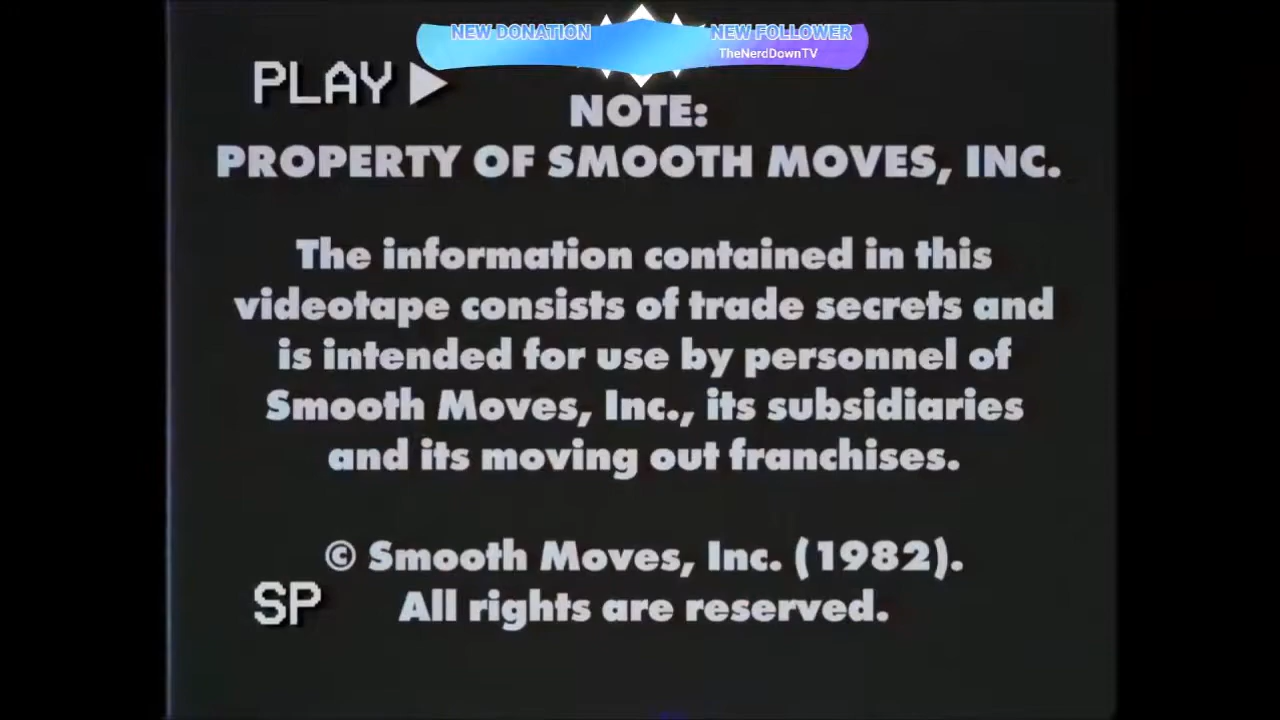 NEW DONATION
NEW FOLLOWER
TheNerdDownTV
PLAY
NOTE:
PROPERTY OF SMOOTH MOVES, INC.
The information contained in this
videotape consists of trade secrets and
is intended for use by personnel of
Smooth Moves, Inc., its subsidiaries
and its moving out franchises.
© Smooth Moves, Inc. (1982).
All rights are reserved.
SP